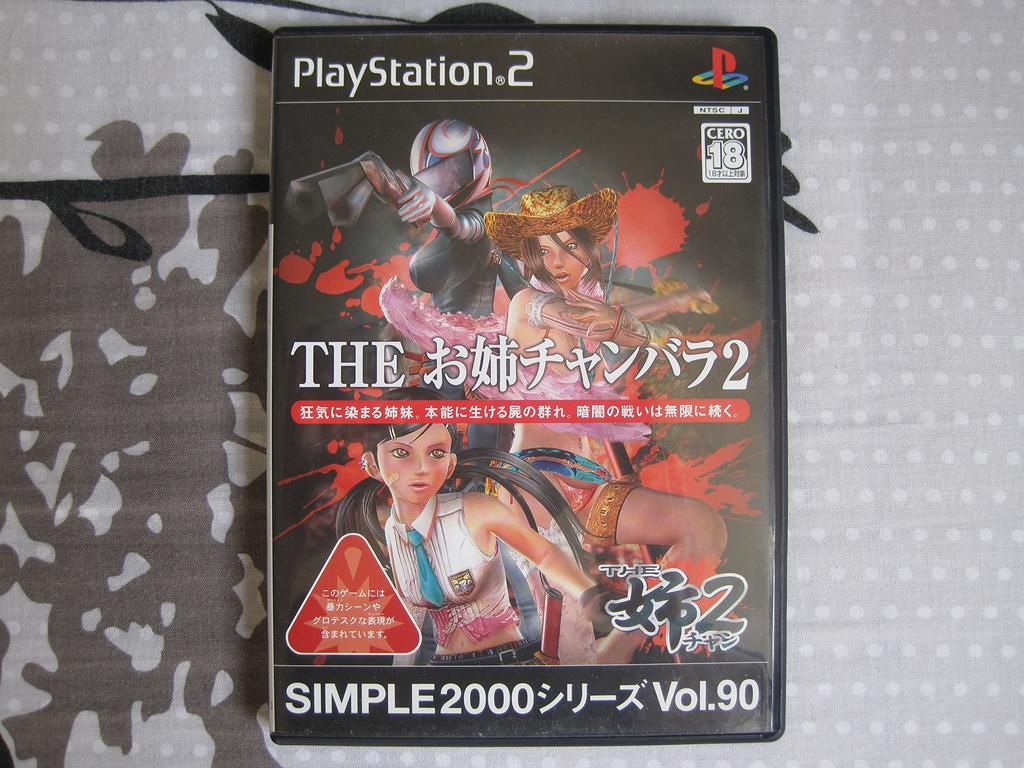 PlayStation®2
NTSC J
CERO
18
18才以上対象
THE お姉チャンバラ2
狂気に染まる姉妹。本能に生ける屍の群れ。暗闇の戦いは無限に続く。
このゲームには
暴力シーンや
グロテスクな表現が
含まれています。
THE
姉2
チャン
SIMPLE2000シリーズ Vol.90